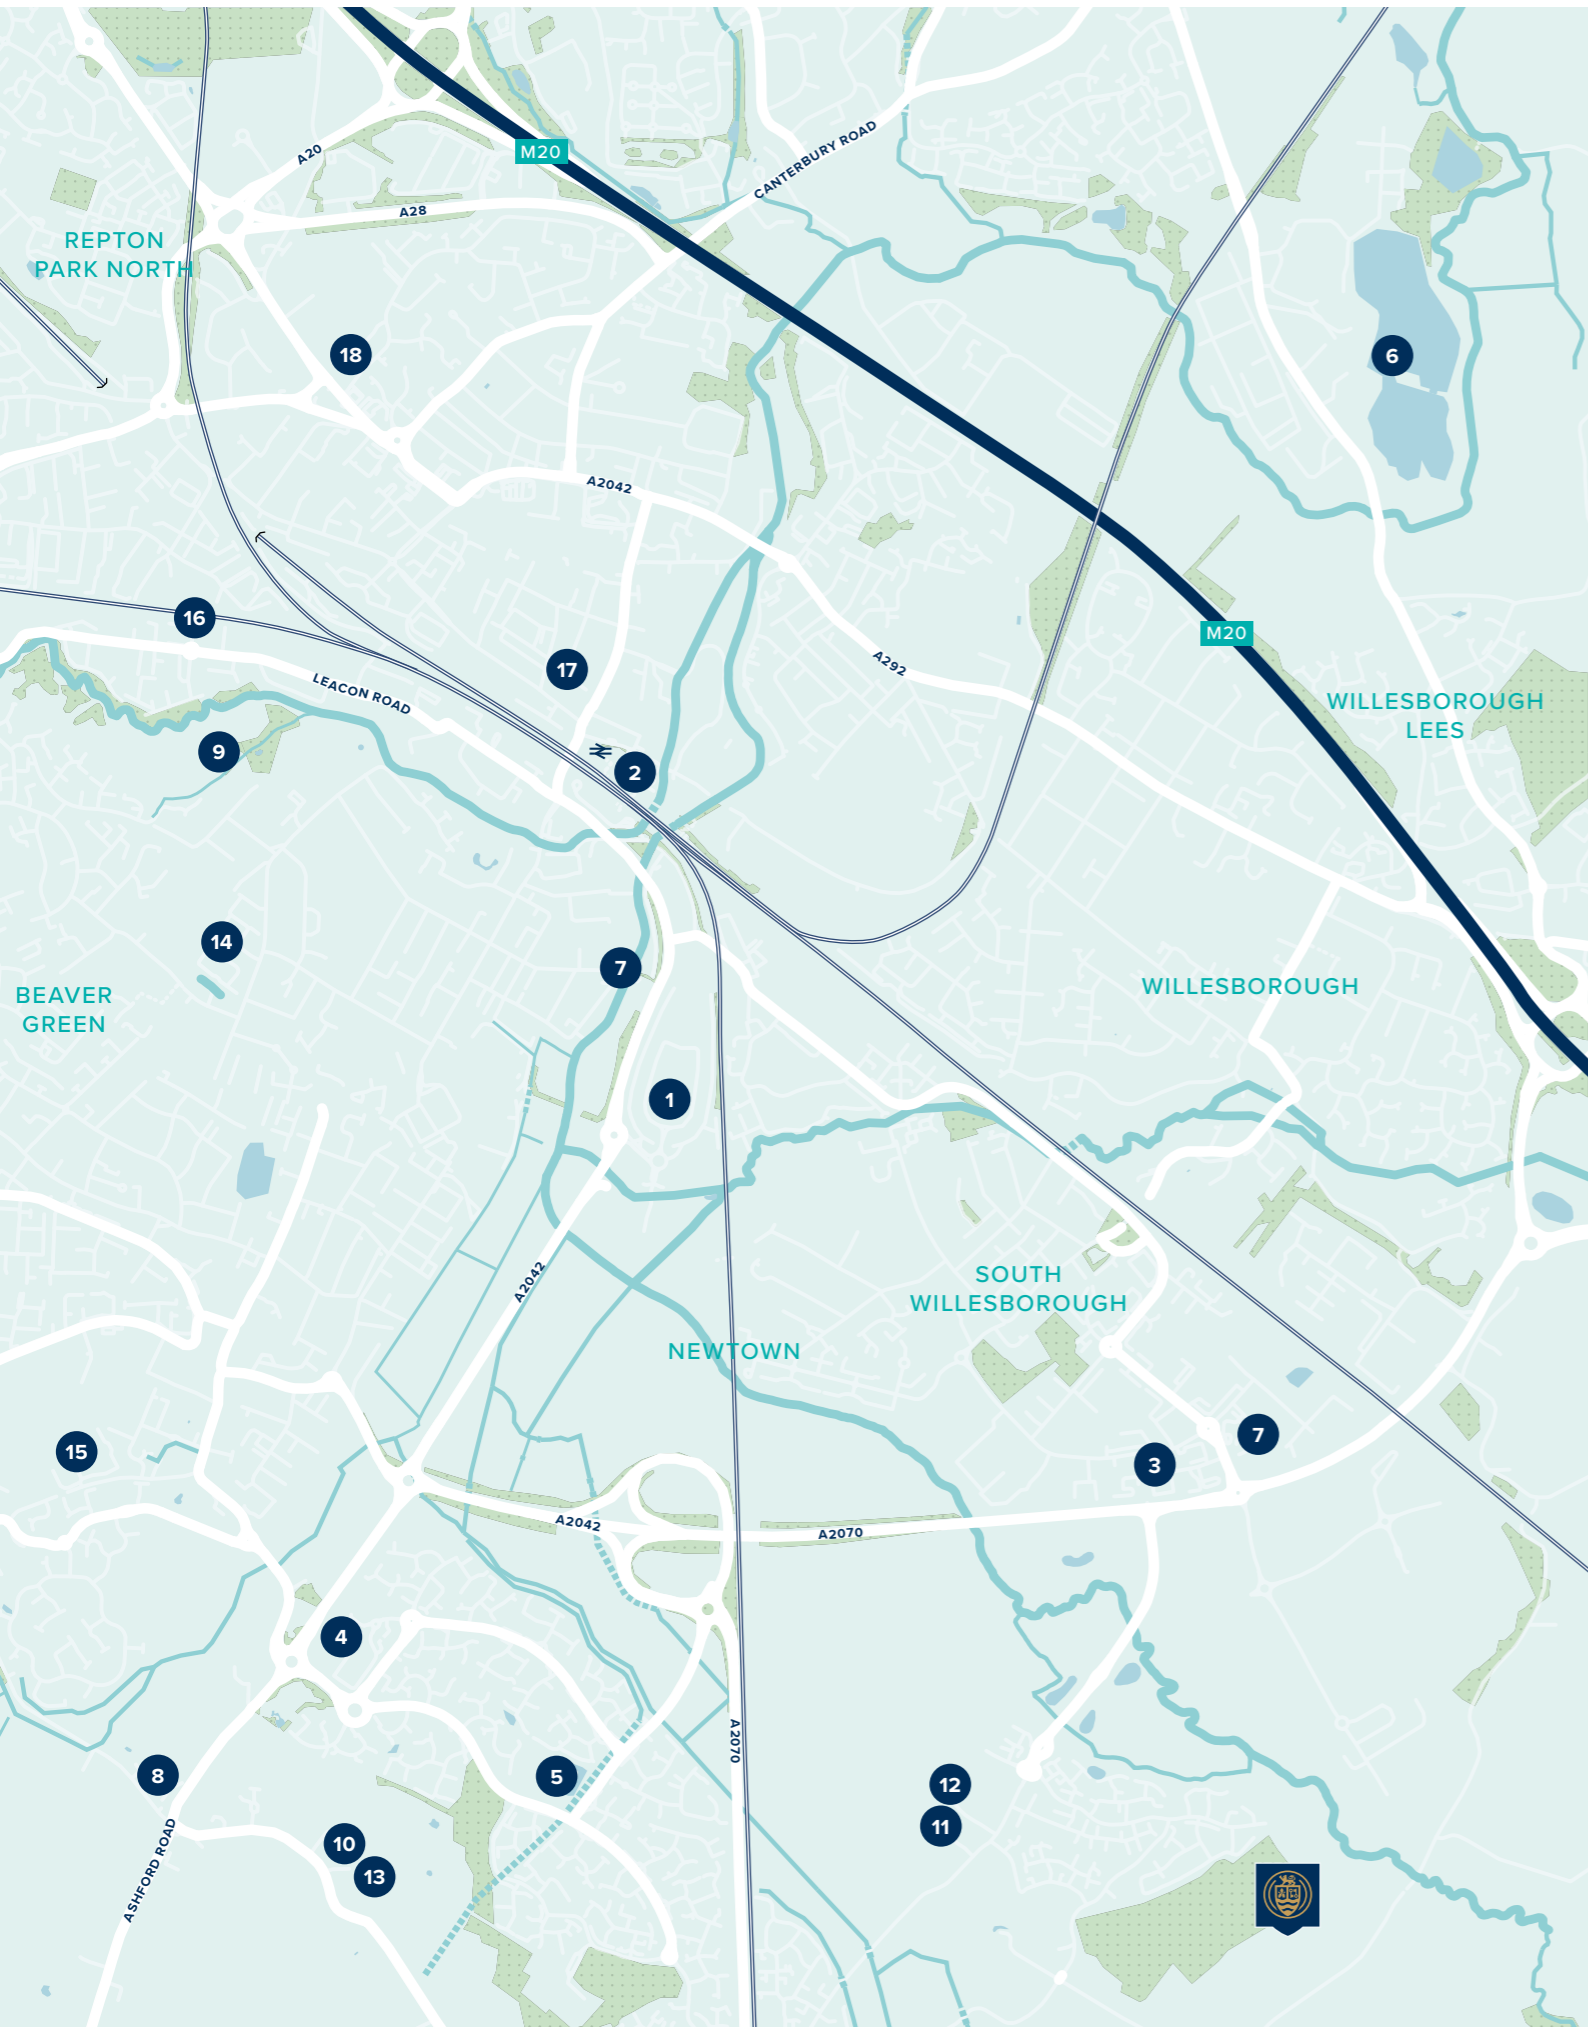 M20
CANTERBURY ROAD
A20
A28
REPTON
PARK NORTH
18
6
A2042
16
M20
17
A292
LEACON ROAD
WILLESBOROUGH
LEES
9
2
14
7
BEAVER
GREEN
WILLESBOROUGH
1
A2042
SOUTH
WILLESBOROUGH
NEWTOWN
15
7
3
A2042
A2070
4
A2070
8
5
12
11
10
13
ASHFORD ROAD